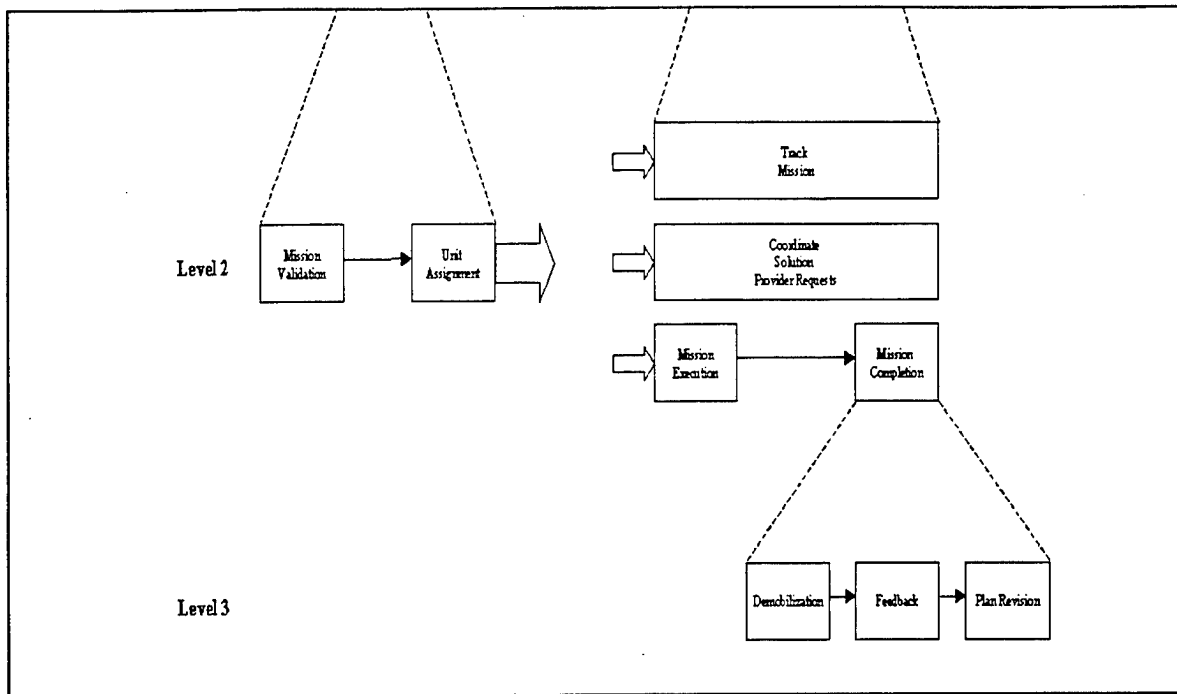 Track
Mission
Level 2
Mission
Validation
Unit
Assignment
Coordinate
Solution
Provider Requests
Mission
Execution
Mission
Completion
Level 3
Demobilization
Feedback
Plan Revision